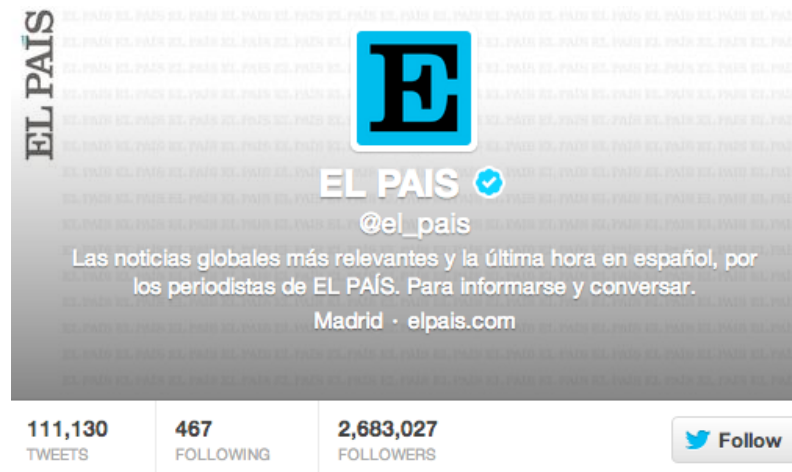 EL PAÍS
E
EL PAIS
@el_pais
Las noticias globales más relevantes y la última hora en español, por
los periodistas de EL PAÍS. Para informarse y conversar.
Madrid · elpais.com
111,130 467 2,683,027
TWEETS FOLLOWING FOLLOWERS
Follow